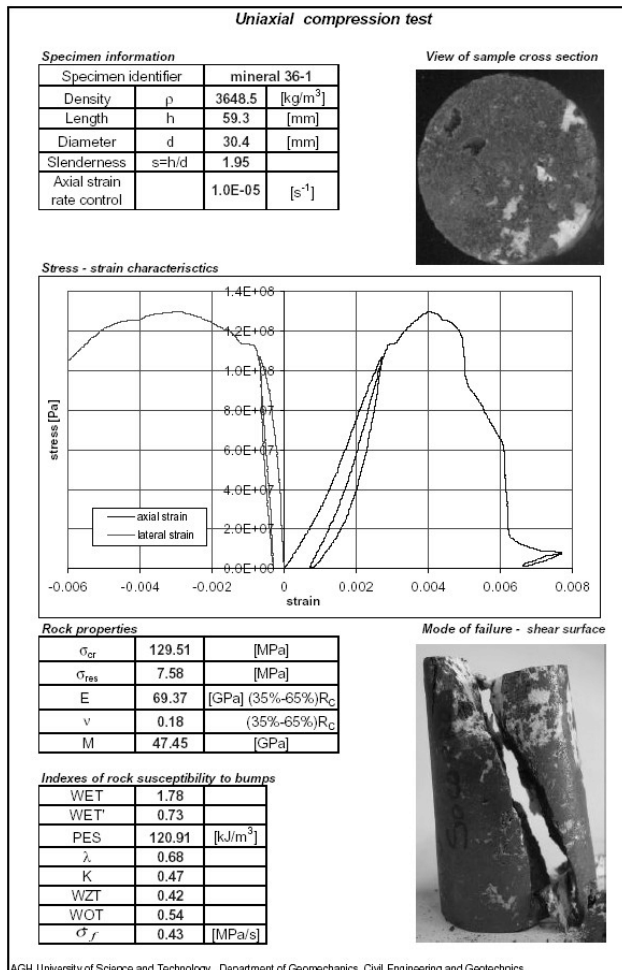 Uniaxial compression test
Specimen information
View of sample cross section
Specimen identifier mineral 36-1
Density ρ 3648.5 [kg/m³]
Length h 59.3 [mm]
Diameter d 30.4 [mm]
Slenderness s=h/d 1.95
Axial strain
rate control 1.0E-05 [s⁻¹]
Stress - strain characterisctics
1.4E+08
1.2E+08
1.0E+08
8.0E+07
6.0E+07
4.0E+07
2.0E+07
0.0E+00
stress [Pa]
axial strain
lateral strain
-0.006 -0.004 -0.002 0 0.002 0.004 0.006 0.008
strain
Rock properties
Mode of failure - shear surface
σcr 129.51 [MPa]
σres 7.58 [MPa]
E 69.37 [GPa] (35%-65%)RC
ν 0.18 (35%-65%)RC
M 47.45 [GPa]
Indexes of rock susceptibility to bumps
WET 1.78
WET' 0.73
PES 120.91 [kJ/m³]
λ 0.68
K 0.47
WZT 0.42
WOT 0.54
σf 0.43 [MPa/s]
AGH University of Science and Technology, Department of Geomechanics, Civil Engineering and Geotechnics